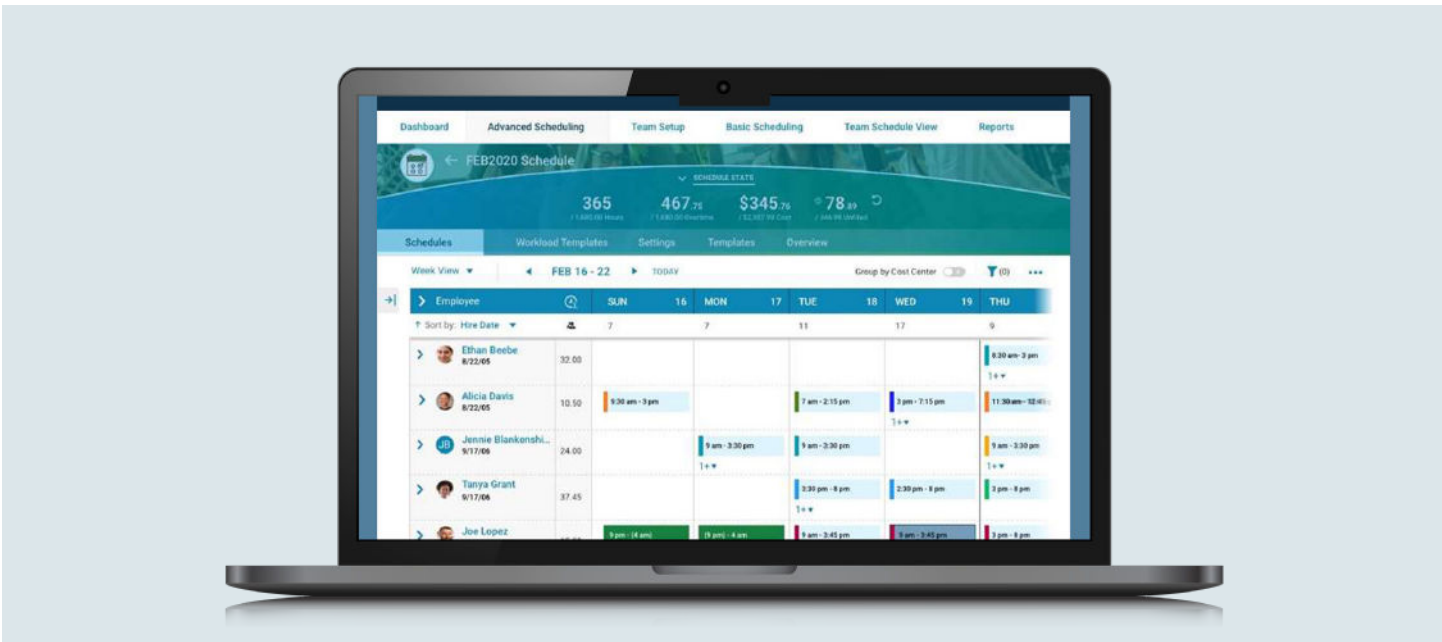 Dashboard Advanced Scheduling Team Setup Basic Scheduling Team Schedule View Reports
← FEB2020 Schedule
SCHEDULE STATS
365 467.75 $345.76 78.89
Schedules Workload Templates Settings Templates Overview
Week View FEB 16 - 22 TODAY Group by Cost Center (0) •••
Employee SUN 16 MON 17 TUE 18 WED 19 THU
↑ Sort by: Hire Date 7 7 11 17 9
Ethan Beebe
8/22/05 32.00 8:30 am - 3 pm
1+
Alicia Davis
8/22/05 10.50 9:30 am - 3 pm 7 am - 2:15 pm 3 pm - 7:15 pm 11:30 am -
1+
Jennie Blankenshi...
JB 9/17/06 24.00 9 am - 3:30 pm 9 am - 3:30 pm 9 am - 3:30 pm
1+ 1+
Tanya Grant
9/17/06 37.45 3:30 pm - 8 pm 2:30 pm - 8 pm 3 pm - 8 pm
1+
Joe Lopez
9 pm - (4 am) (9 pm) - 4 am 9 am - 3:45 pm 9 am - 3:45 pm 3 pm - 8 pm